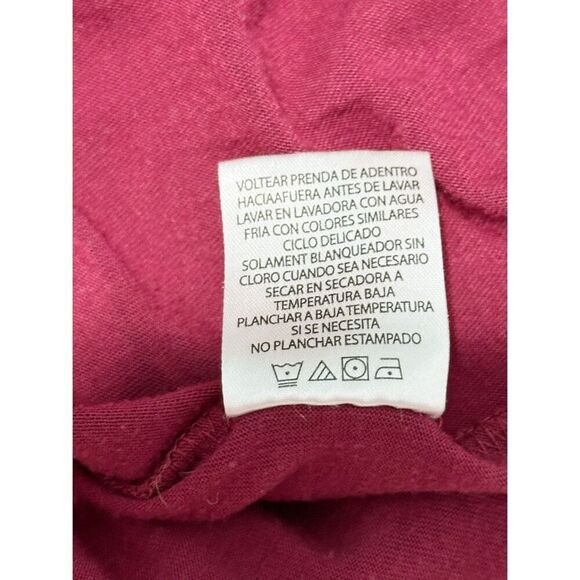 VOLTEAR PRENDA DE ADENTRO
HACIAAFUERA ANTES DE LAVAR
LAVAR EN LAVADORA CON AGUA
FRIA CON COLORES SIMILARES
CICLO DELICADO
SOLAMENT BLANQUEADOR SIN
CLORO CUANDO SEA NECESARIO
SECAR EN SECADORA A
TEMPERATURA BAJA
PLANCHAR A BAJA TEMPERATURA
SI SE NECESITA
NO PLANCHAR ESTAMPADO